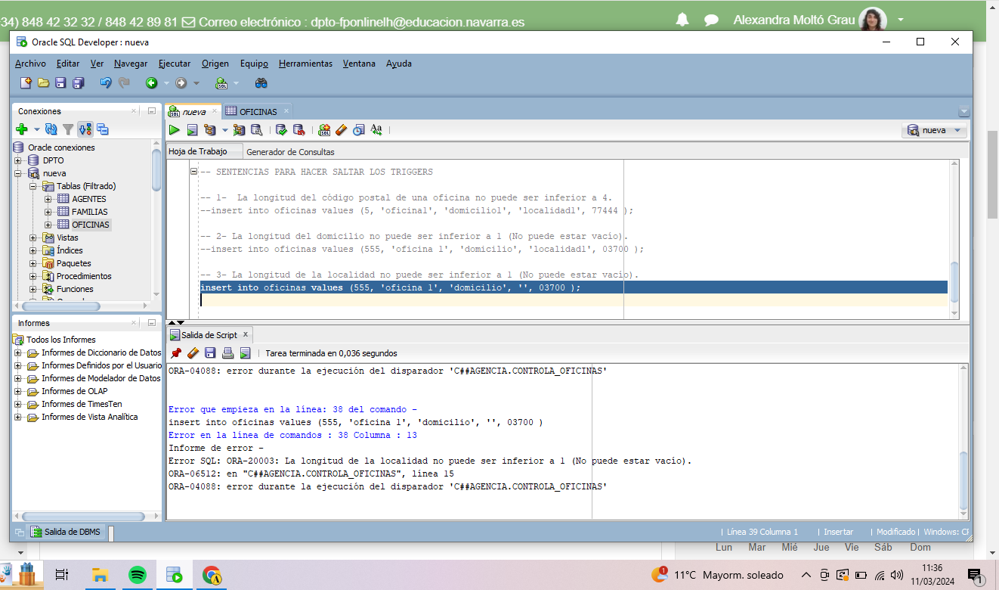 34) 848 42 32 32 / 848 42 89 81 Correo electrónico : dpto-fponlinelh@educacion.navarra.es
Alexandra Moltó Grau
Oracle SQL Developer : nueva
Archivo Editar Ver Navegar Ejecutar Origen Equipo Herramientas Ventana Ayuda
Conexiones
nueva
OFICINAS
nueva
Oracle conexiones
DPTO
nueva
Tablas (Filtrado)
AGENTES
FAMILIAS
OFICINAS
Vistas
Índices
Paquetes
Procedimientos
Funciones
Hoja de Trabajo
Generador de Consultas
-- SENTENCIAS PARA HACER SALTAR LOS TRIGGERS
-- 1-  La longitud del código postal de una oficina no puede ser inferior a 4.
--insert into oficinas values (5, 'oficina1', 'domicilio1', 'localidad1', 77444 );
-- 2- La longitud del domicilio no puede ser inferior a 1 (No puede estar vacío).
--insert into oficinas values (555, 'oficina 1', 'domicilio', 'localidad1', 03700 );
-- 3- La longitud de la localidad no puede ser inferior a 1 (No puede estar vacío).
insert into oficinas values (555, 'oficina 1', 'domicilio', '', 03700 );
Informes
Todos los Informes
Informes de Diccionario de Datos
Informes Definidos por el Usuario
Informes de Modelador de Datos
Informes de OLAP
Informes de TimesTen
Informes de Vista Analítica
Salida de Script
Tarea terminada en 0,036 segundos
ORA-04088: error durante la ejecución del disparador 'C##AGENCIA.CONTROLA_OFICINAS'
Error que empieza en la línea: 38 del comando -
insert into oficinas values (555, 'oficina 1', 'domicilio', '', 03700 )
Error en la línea de comandos : 38 Columna : 13
Informe de error -
Error SQL: ORA-20003: La longitud de la localidad no puede ser inferior a 1 (No puede estar vacío).
ORA-06512: en "C##AGENCIA.CONTROLA_OFICINAS", línea 15
ORA-04088: error durante la ejecución del disparador 'C##AGENCIA.CONTROLA_OFICINAS'
Salida de DBMS
Línea 39 Columna 1 | Insertar | Modificado | Windows: CF
Lun Mar Mié Jue Vie Sáb Dom
1
11°C Mayorm. soleado
11:36
11/03/2024
1